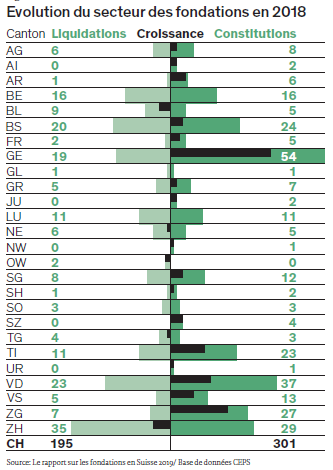 Evolution du secteur des fondations en 2018
Canton Liquidations Croissance Constitutions
AG 6 8
AI 0 2
AR 1 6
BE 16 16
BL 9 5
BS 20 24
FR 2 5
GE 19 54
GL 1 1
GR 5 7
JU 0 2
LU 11 11
NE 6 5
NW 0 1
OW 2 0
SG 8 12
SH 1 2
SO 3 3
SZ 0 4
TG 4 3
TI 11 23
UR 0 1
VD 23 37
VS 5 13
ZG 7 27
ZH 35 29
CH 195 301
Source: Le rapport sur les fondations en Suisse 2019/ Base de données CEPS